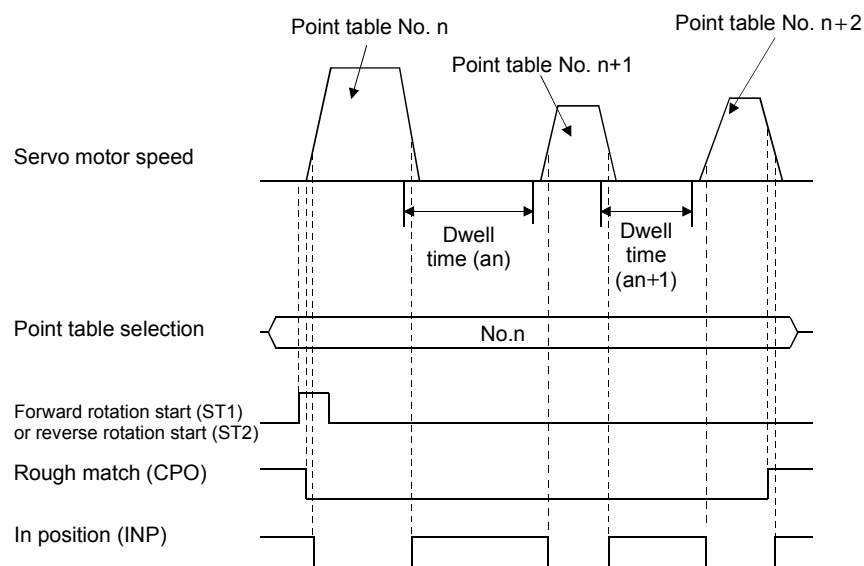 Point table No. n
Point table No. n+2
Point table No. n+1
Servo motor speed
Dwell
time (an)
Dwell
time
(an+1)
Point table selection
No.n
Forward rotation start (ST1)
or reverse rotation start (ST2)
Rough match (CPO)
In position (INP)